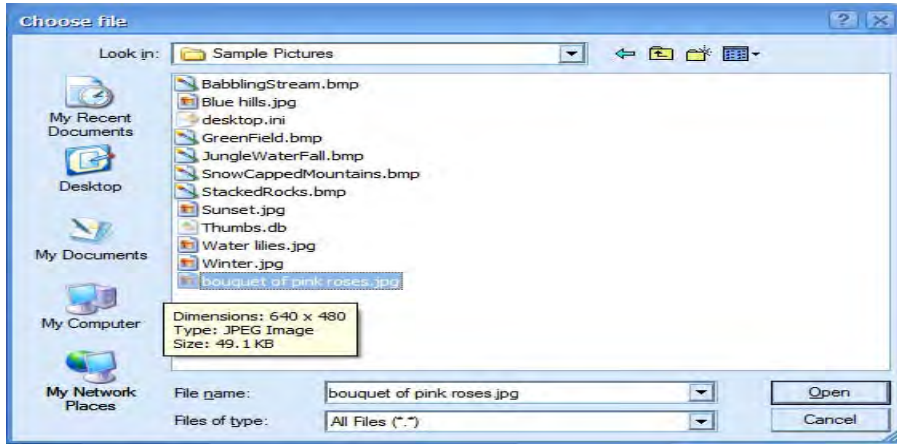 Choose file
Look in:
Sample Pictures
My Recent
Documents
Desktop
My Documents
My Computer
My Network
Places
BabblingStream.bmp
Blue hills.jpg
desktop.ini
GreenField.bmp
JungleWaterFall.bmp
SnowCappedMountains.bmp
StackedRocks.bmp
Sunset.jpg
Thumbs.db
Water lilies.jpg
Winter.jpg
bouquet of pink roses.jpg
Dimensions: 640 x 480
Type: JPEG Image
Size: 49.1 KB
File name:
bouquet of pink roses.jpg
Open
Files of type:
All Files (*.*)
Cancel